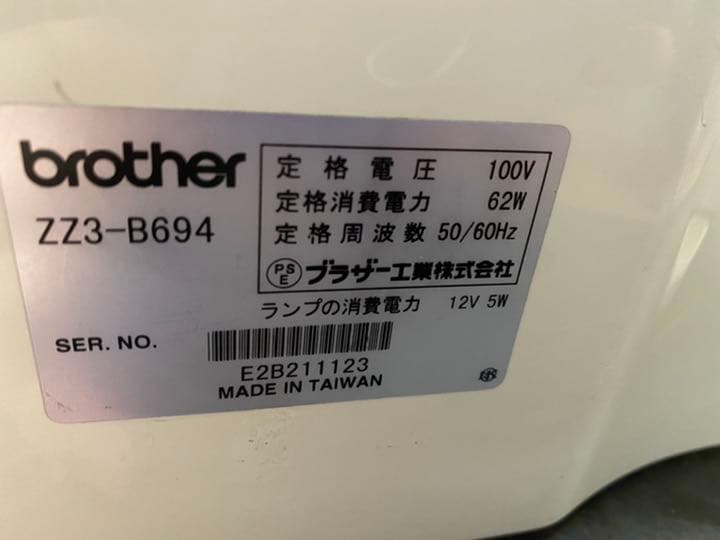 brother
ZZ3-B694
定格電圧 100V
定格消費電力 62W
定格周波数 50/60Hz
PSE ブラザー工業株式会社
ランプの消費電力 12V 5W
SER. NO.
E2B211123
MADE IN TAIWAN